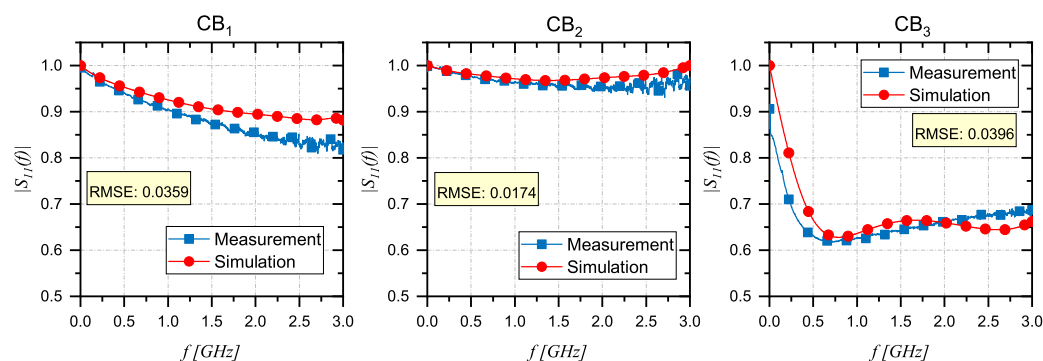 CB1
1.0
0.9
0.8
0.7
0.6
0.5
|S11(f)|
RMSE: 0.0359
Measurement
Simulation
0.0 0.5 1.0 1.5 2.0 2.5 3.0
f [GHz]
CB2
1.0
0.9
0.8
0.7
0.6
0.5
|S11(f)|
RMSE: 0.0174
Measurement
Simulation
0.0 0.5 1.0 1.5 2.0 2.5 3.0
f [GHz]
CB3
1.0
0.9
0.8
0.7
0.6
0.5
|S11(f)|
Measurement
Simulation
RMSE: 0.0396
0.0 0.5 1.0 1.5 2.0 2.5 3.0
f [GHz]